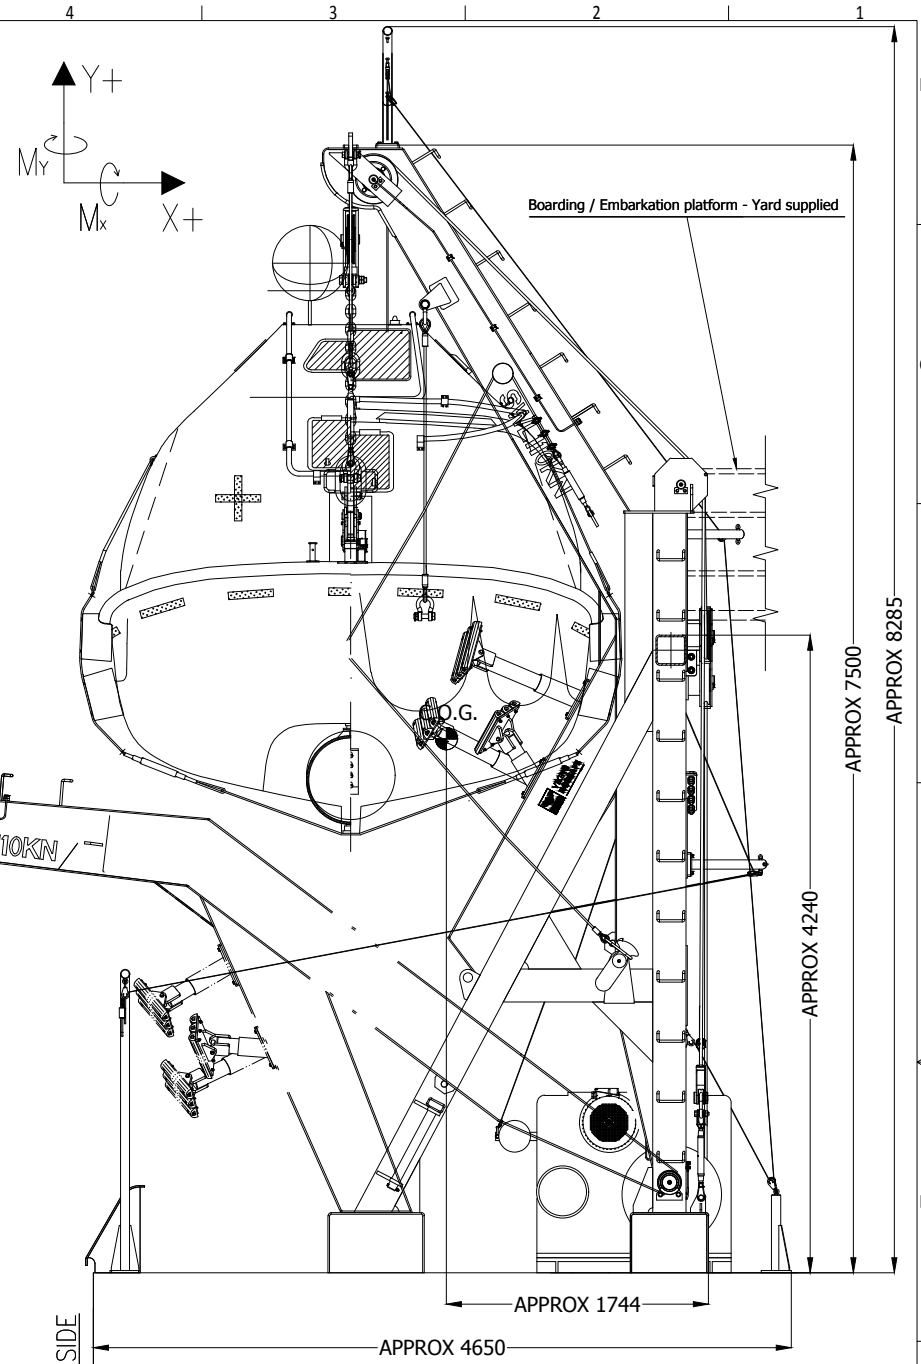 4 3 2 1
Y+
MY
Mx X+
Boarding / Embarkation platform - Yard supplied
C.O.G.
10KN
APPROX 8285
APPROX 7500
APPROX 4240
APPROX 1744
APPROX 4650
SIDE